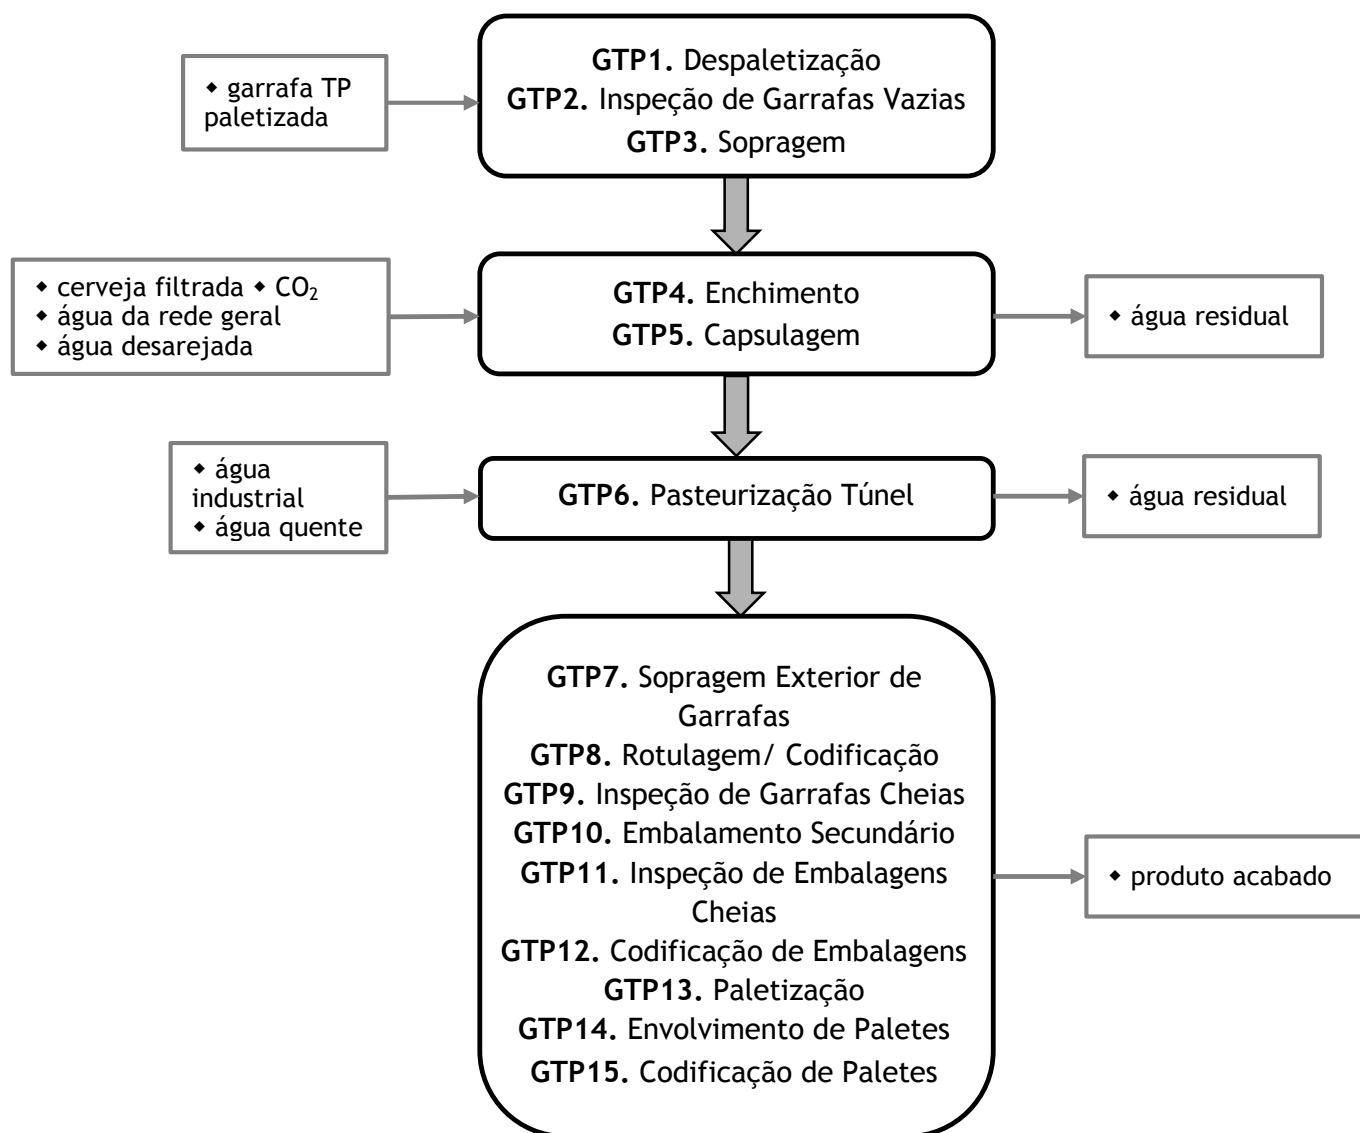 GTP1. Despaletização
GTP2. Inspeção de Garrafas Vazias
GTP3. Sopragem
◆ garrafa TP
paletizada
◆ cerveja filtrada ◆ CO₂
◆ água da rede geral
◆ água desarejada
GTP4. Enchimento
GTP5. Capsulagem
◆ água residual
◆ água
industrial
◆ água quente
GTP6. Pasteurização Túnel
◆ água residual
GTP7. Sopragem Exterior de
Garrafas
GTP8. Rotulagem/ Codificação
GTP9. Inspeção de Garrafas Cheias
GTP10. Embalamento Secundário
GTP11. Inspeção de Embalagens
Cheias
GTP12. Codificação de Embalagens
GTP13. Paletização
GTP14. Envolvimento de Paletes
GTP15. Codificação de Paletes
◆ produto acabado